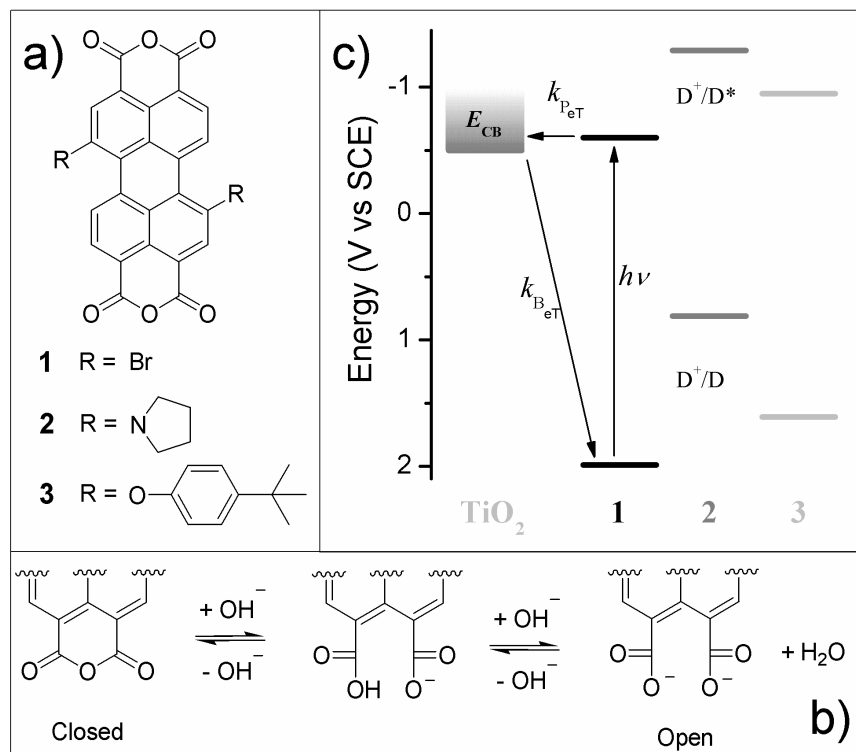 a)
O O O
R
R
O O O
1 R = Br
2 R = N
3 R = O
c)
Energy (V vs SCE)
-1
0
1
2
E_CB
k_PeT
k_BeT
hν
D⁺/D*
D⁺/D
TiO₂ 1 2 3
b)
O O O
Closed
+ OH⁻
- OH⁻
O O
OH O⁻
+ OH⁻
- OH⁻
O O
O⁻ O⁻
+ H₂O
Open